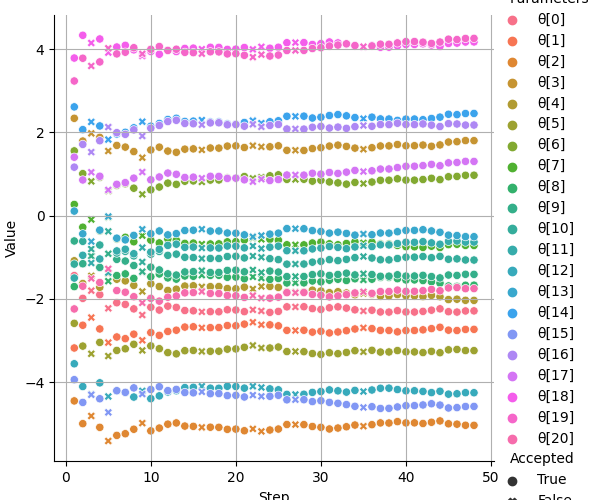 Parameters
θ[0]
θ[1]
θ[2]
θ[3]
θ[4]
θ[5]
θ[6]
θ[7]
θ[8]
θ[9]
θ[10]
θ[11]
θ[12]
θ[13]
θ[14]
θ[15]
θ[16]
θ[17]
θ[18]
θ[19]
θ[20]
Accepted
True
False
Value
4
2
0
−2
−4
0 10 20 30 40 50
Step